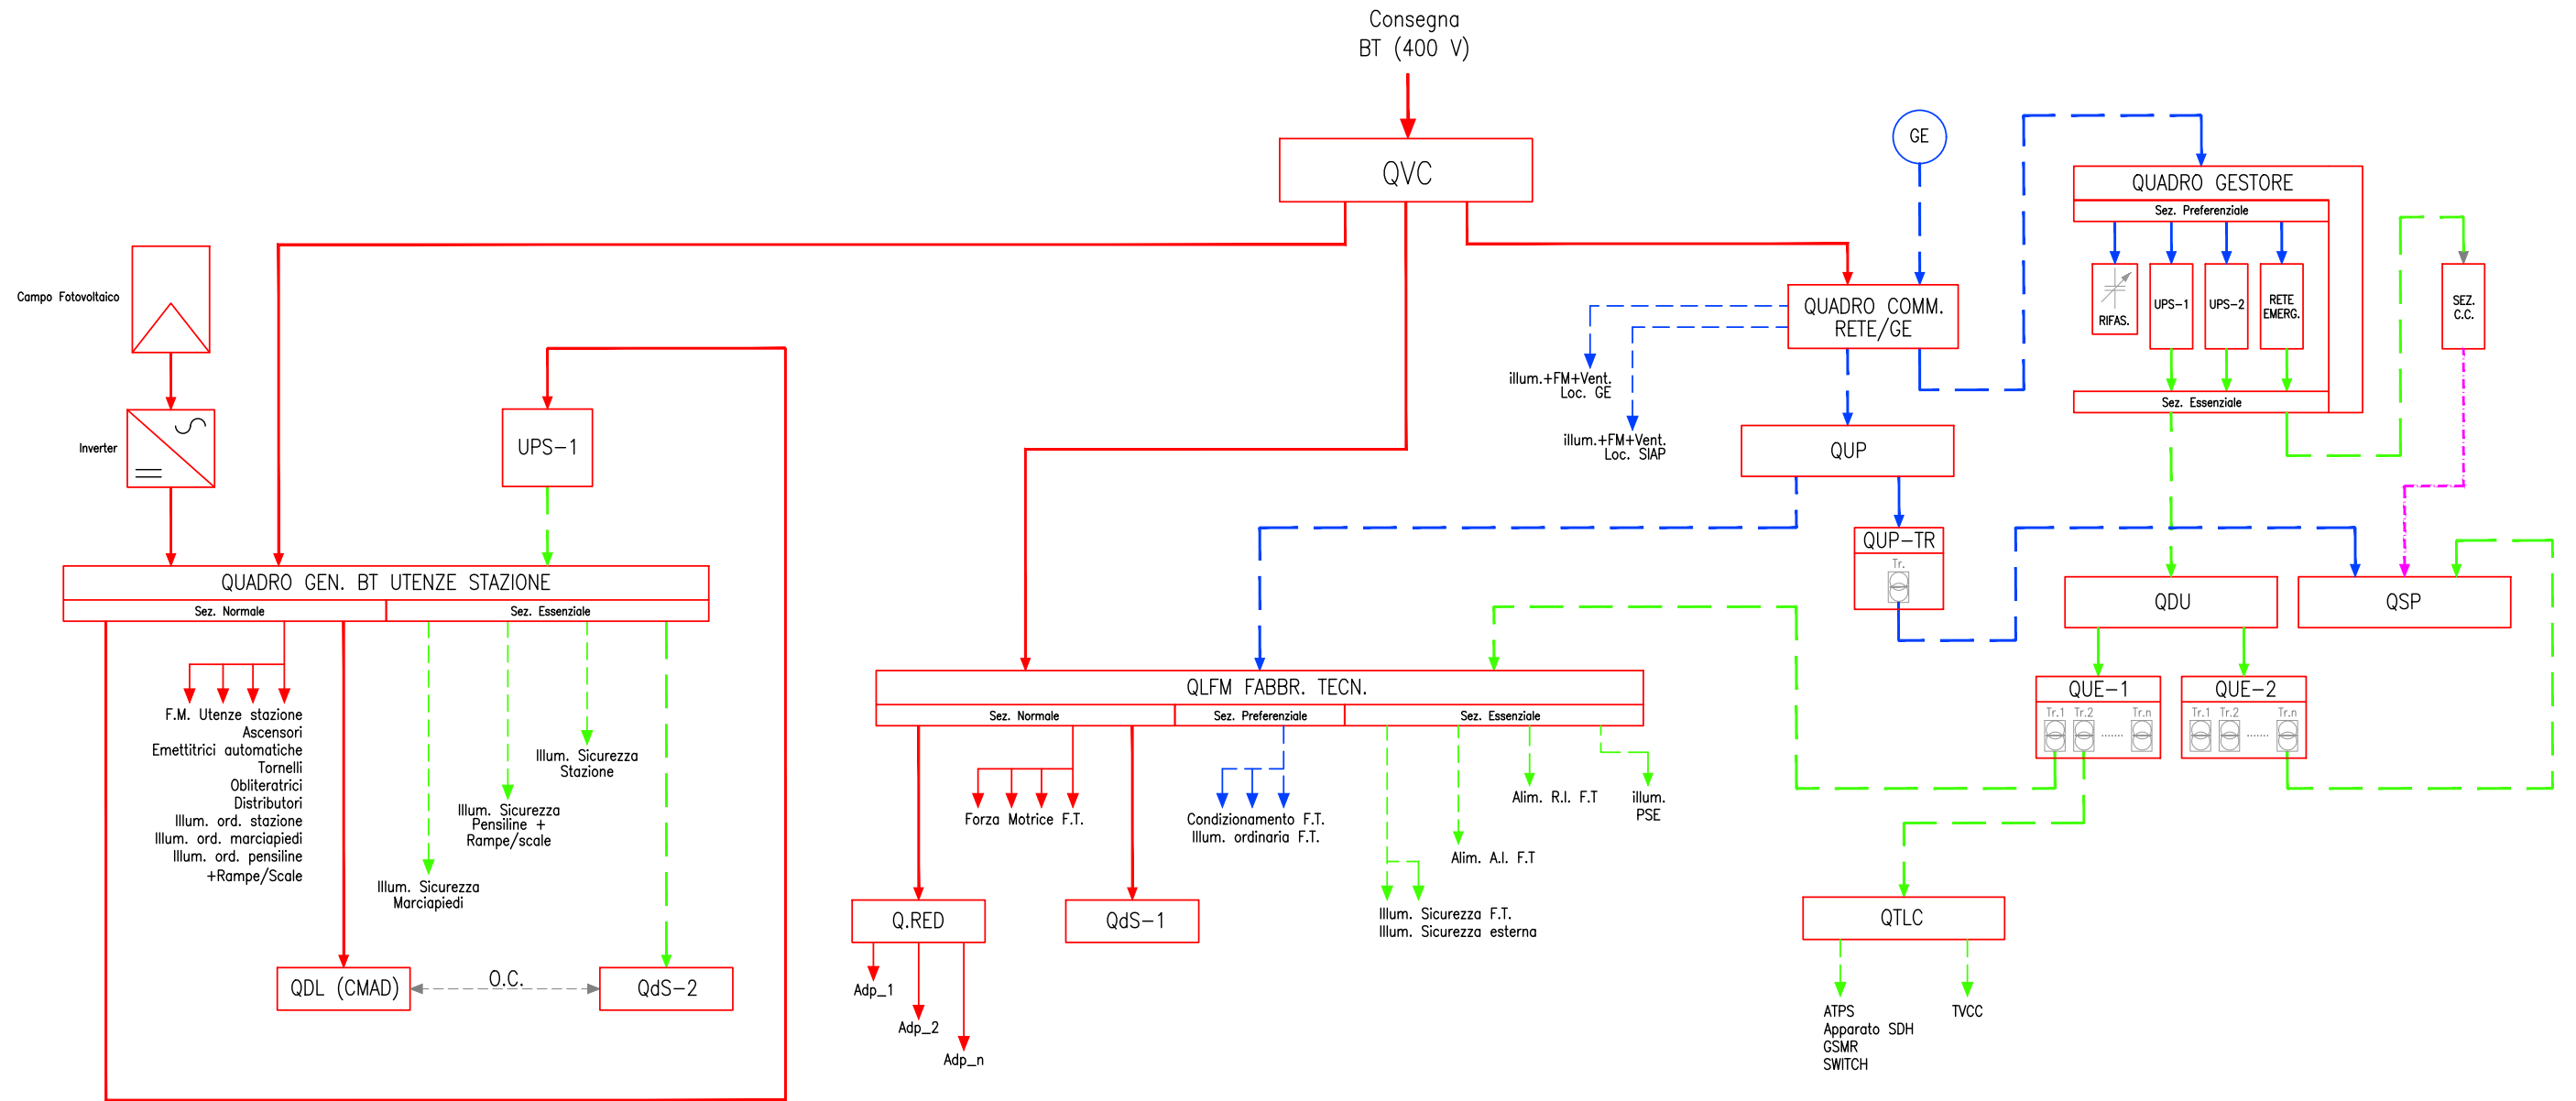 Consegna
BT (400 V)
QVC
GE
QUADRO GESTORE
Sez. Preferenziale
RIFAS.
UPS-1
UPS-2
RETE
EMERG.
Sez. Essenziale
SEZ.
C.C.
Campo Fotovoltaico
Inverter
UPS-1
QUADRO COMM.
RETE/GE
illum.+FM+Vent.
Loc. GE
illum.+FM+Vent.
Loc. SIAP
QUP
QUP-TR
Tr.
QDU
QSP
QUE-1
Tr.1 Tr.2 Tr.n
QUE-2
Tr.1 Tr.2 Tr.n
QUADRO GEN. BT UTENZE STAZIONE
Sez. Normale
Sez. Essenziale
F.M. Utenze stazione
Ascensori
Emettitrici automatiche
Tornelli
Obliteratrici
Distributori
Illum. ord. stazione
Illum. ord. marciapiedi
Illum. ord. pensiline
+Rampe/Scale
Illum. Sicurezza
Marciapiedi
Illum. Sicurezza
Pensiline +
Rampe/scale
Illum. Sicurezza
Stazione
QDL (CMAD)
O.C.
QdS-2
QLFM FABBR. TECN.
Sez. Normale
Sez. Preferenziale
Sez. Essenziale
Forza Motrice F.T.
Condizionamento F.T.
Illum. ordinaria F.T.
Alim. R.I. F.T
illum.
PSE
Alim. A.I. F.T
Illum. Sicurezza F.T.
Illum. Sicurezza esterna
Q.RED
QdS-1
Adp_1
Adp_2
Adp_n
QTLC
ATPS
Apparato SDH
GSMR
SWITCH
TVCC